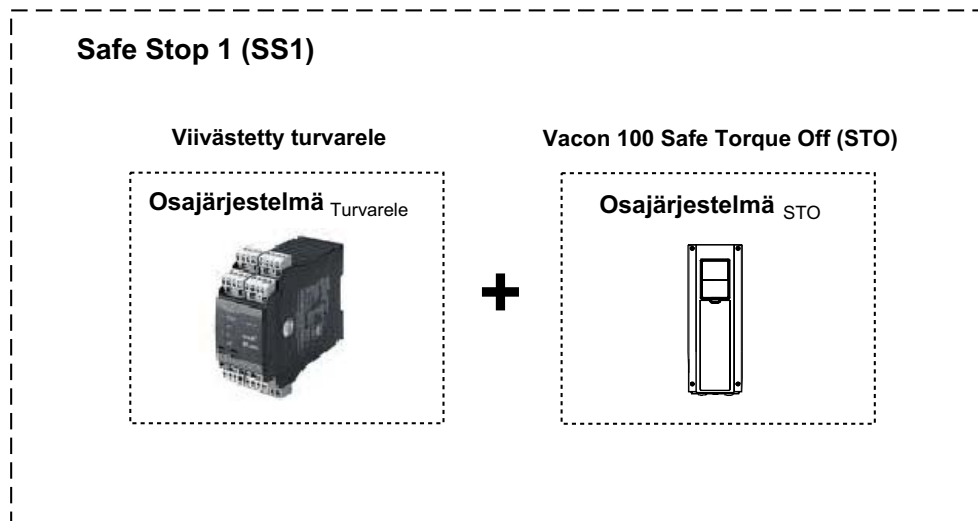 Safe Stop 1 (SS1)
Viivästetty turvarele
Vacon 100 Safe Torque Off (STO)
Osajärjestelmä Turvarele
Osajärjestelmä STO